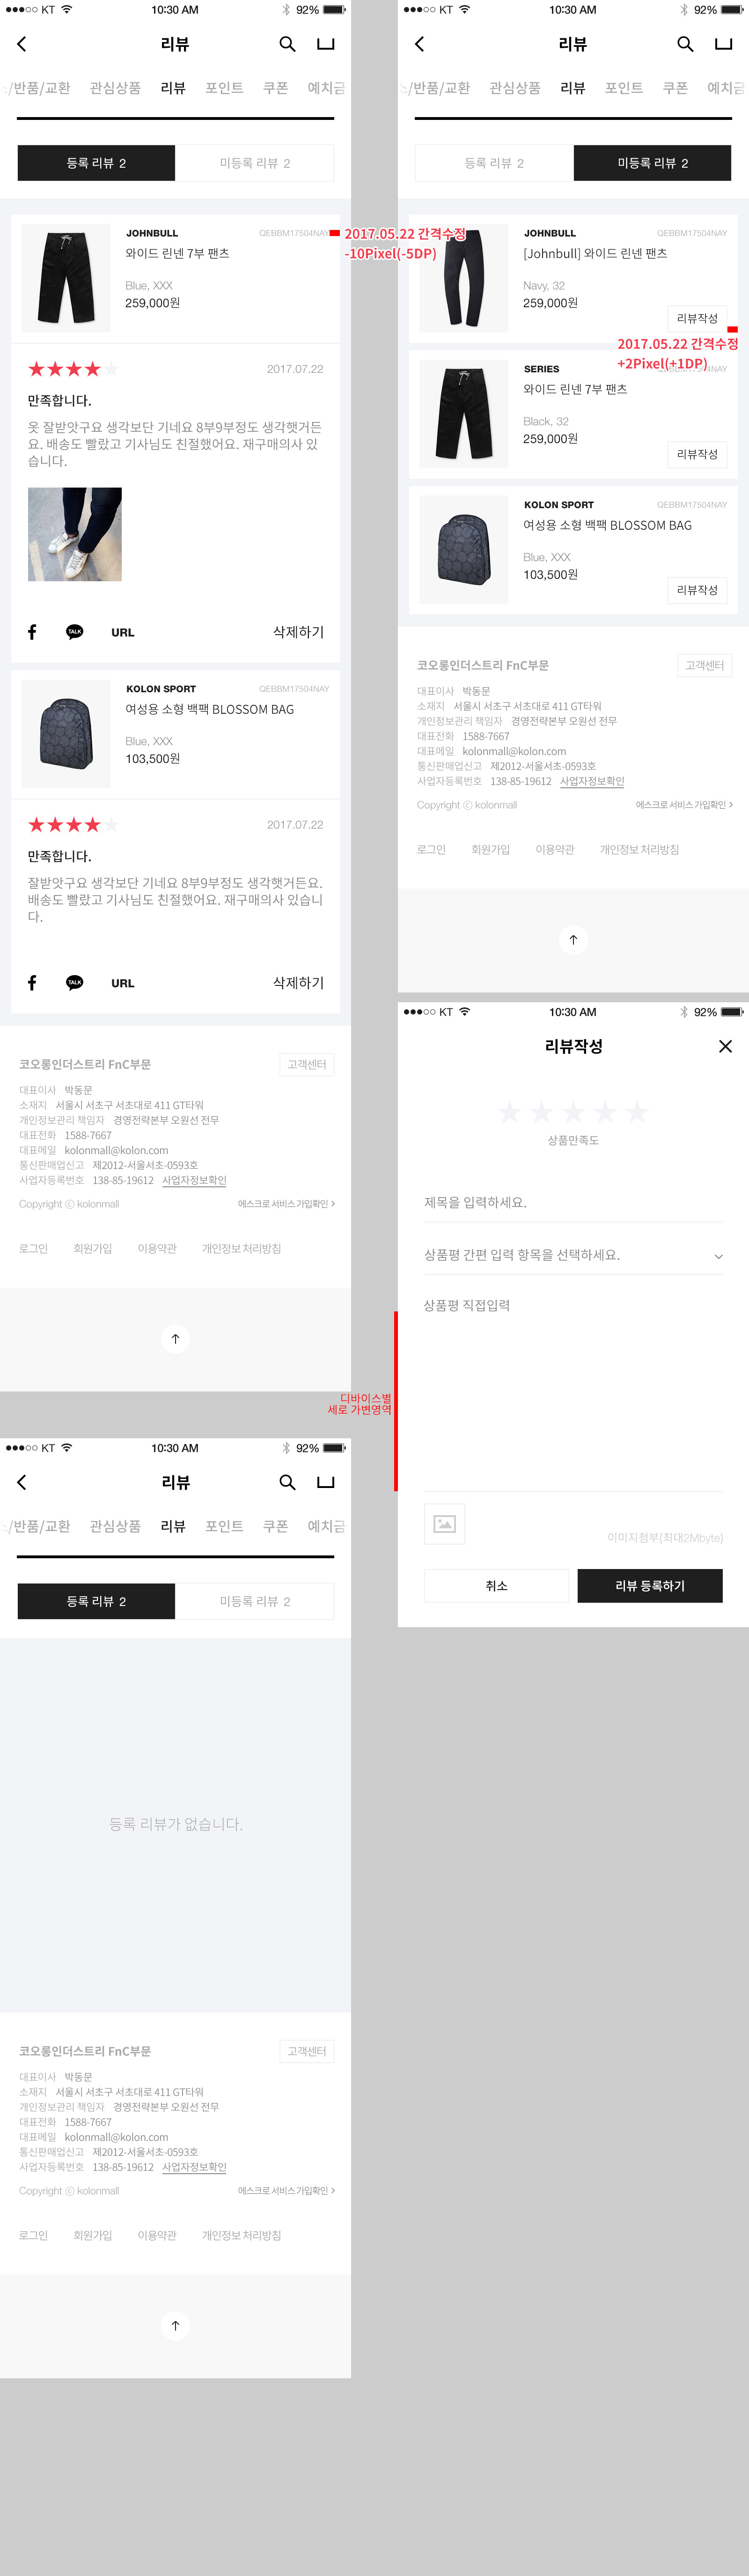 KT
10:30 AM
92%
리뷰
/반품/교환 관심상품 리뷰 포인트 쿠폰 예치금
등록 리뷰 2
미등록 리뷰 2
JOHNBULL
QEBBM17504NAY
와이드 린넨 7부 팬츠
Blue, XXX
259,000원
2017.07.22
만족합니다.
옷 잘받앗구요 생각보단 기네요 8부9부정도 생각햇거든
요. 배송도 빨랐고 기사님도 친절했어요. 재구매의사 있
습니다.
TALK
URL
삭제하기
KOLON SPORT
QEBBM17504NAY
여성용 소형 백팩 BLOSSOM BAG
Blue, XXX
103,500원
2017.07.22
만족합니다.
잘받앗구요 생각보단 기네요 8부9부정도 생각햇거든요.
배송도 빨랐고 기사님도 친절했어요. 재구매의사 있습니
다.
TALK
URL
삭제하기
코오롱인더스트리 FnC부문
고객센터
대표이사 박동문
소재지 서울시 서초구 서초대로 411 GT타워
개인정보관리 책임자 경영전략본부 오원선 전무
대표전화 1588-7667
대표메일 kolonmall@kolon.com
통신판매업신고 제2012-서울서초-0593호
사업자등록번호 138-85-19612 사업자정보확인
Copyright ⓒ kolonmall
에스크로 서비스 가입확인 >
로그인 회원가입 이용약관 개인정보 처리방침
KT
10:30 AM
92%
리뷰
/반품/교환 관심상품 리뷰 포인트 쿠폰 예치금
등록 리뷰 2
미등록 리뷰 2
2017.05.22 간격수정
-10Pixel(-5DP)
JOHNBULL
QEBBM17504NAY
[Johnbull] 와이드 린넨 팬츠
Navy, 32
259,000원
리뷰작성
2017.05.22 간격수정
+2Pixel(+1DP)
SERIES
와이드 린넨 7부 팬츠
Black, 32
259,000원
리뷰작성
KOLON SPORT
QEBBM17504NAY
여성용 소형 백팩 BLOSSOM BAG
Blue, XXX
103,500원
리뷰작성
코오롱인더스트리 FnC부문
고객센터
대표이사 박동문
소재지 서울시 서초구 서초대로 411 GT타워
개인정보관리 책임자 경영전략본부 오원선 전무
대표전화 1588-7667
대표메일 kolonmall@kolon.com
통신판매업신고 제2012-서울서초-0593호
사업자등록번호 138-85-19612 사업자정보확인
Copyright ⓒ kolonmall
에스크로 서비스 가입확인 >
로그인 회원가입 이용약관 개인정보 처리방침
KT
10:30 AM
92%
리뷰작성
상품만족도
제목을 입력하세요.
상품평 간편 입력 항목을 선택하세요.
상품평 직접입력
디바이스별
세로 가변영역
이미지첨부(최대2Mbyte)
취소
리뷰 등록하기
KT
10:30 AM
92%
리뷰
/반품/교환 관심상품 리뷰 포인트 쿠폰 예치금
등록 리뷰 2
미등록 리뷰 2
등록 리뷰가 없습니다.
코오롱인더스트리 FnC부문
고객센터
대표이사 박동문
소재지 서울시 서초구 서초대로 411 GT타워
개인정보관리 책임자 경영전략본부 오원선 전무
대표전화 1588-7667
대표메일 kolonmall@kolon.com
통신판매업신고 제2012-서울서초-0593호
사업자등록번호 138-85-19612 사업자정보확인
Copyright ⓒ kolonmall
에스크로 서비스 가입확인 >
로그인 회원가입 이용약관 개인정보 처리방침